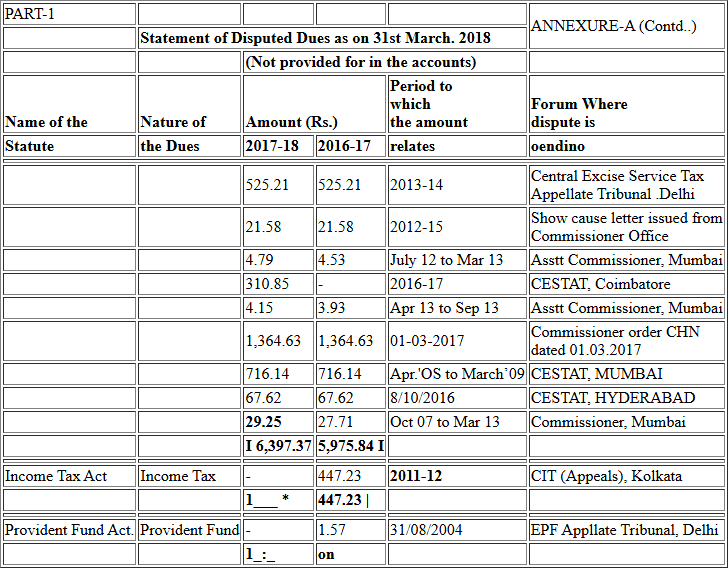 PART-1
ANNEXURE-A (Contd..)
Statement of Disputed Dues as on 31st March. 2018
(Not provided for in the accounts)
Name of the Nature of Amount (Rs.) Period to which the amount Forum Where dispute is
Statute the Dues 2017-18 2016-17 relates oendino
525.21 525.21 2013-14 Central Excise Service Tax Appellate Tribunal .Delhi
21.58 21.58 2012-15 Show cause letter issued from Commissioner Office
4.79 4.53 July 12 to Mar 13 Asstt Commissioner, Mumbai
310.85 - 2016-17 CESTAT, Coimbatore
4.15 3.93 Apr 13 to Sep 13 Asstt Commissioner, Mumbai
1,364.63 1,364.63 01-03-2017 Commissioner order CHN dated 01.03.2017
716.14 716.14 Apr.'OS to March’09 CESTAT, MUMBAI
67.62 67.62 8/10/2016 CESTAT, HYDERABAD
29.25 27.71 Oct 07 to Mar 13 Commissioner, Mumbai
I 6,397.37 5,975.84 I
Income Tax Act Income Tax - 447.23 2011-12 CIT (Appeals), Kolkata
1___ * 447.23 |
Provident Fund Act. Provident Fund - 1.57 31/08/2004 EPF Appllate Tribunal, Delhi
1_:_ on